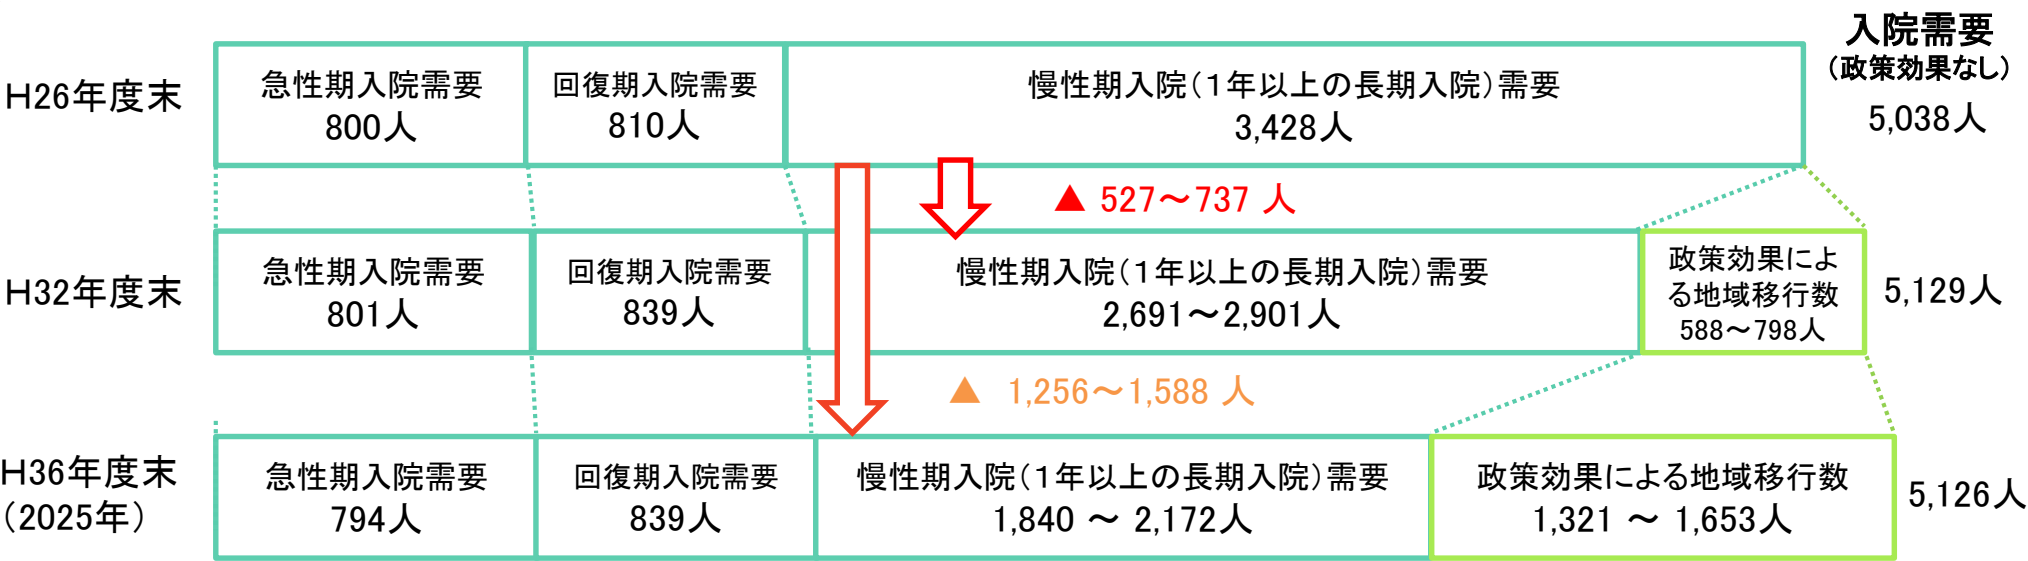 入院需要
（政策効果なし）
H26年度末
急性期入院需要
800人
回復期入院需要
810人
慢性期入院（１年以上の長期入院）需要
3,428人
5,038人
▲ 527～737 人
H32年度末
急性期入院需要
801人
回復期入院需要
839人
慢性期入院（１年以上の長期入院）需要
2,691～2,901人
政策効果によ
る地域移行数
588～798人
5,129人
▲ 1,256～1,588 人
H36年度末
（2025年）
急性期入院需要
794人
回復期入院需要
839人
慢性期入院（１年以上の長期入院）需要
1,840 ～ 2,172人
政策効果による地域移行数
1,321 ～ 1,653人
5,126人